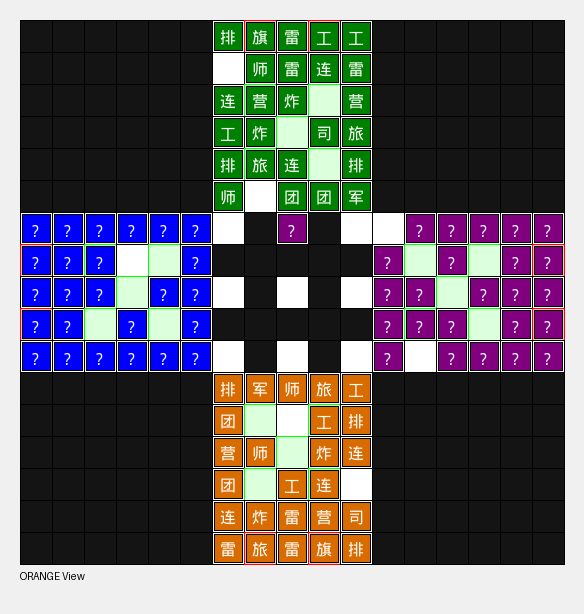 排 旗 雷 工 工
师 雷 连 雷
连 营 炸 营
工 炸 司 旅
排 旅 连 排
师 团 团 军
? ? ? ? ? ? ? ? ? ? ? ?
? ? ? ? ? ? ? ?
? ? ? ? ? ? ? ? ? ?
? ? ? ? ? ? ? ? ?
? ? ? ? ? ? ? ? ? ? ?
排 军 师 旅 工
团 工 排
营 师 炸 连
团 工 连
连 炸 雷 营 司
雷 旅 雷 旗 排
ORANGE View